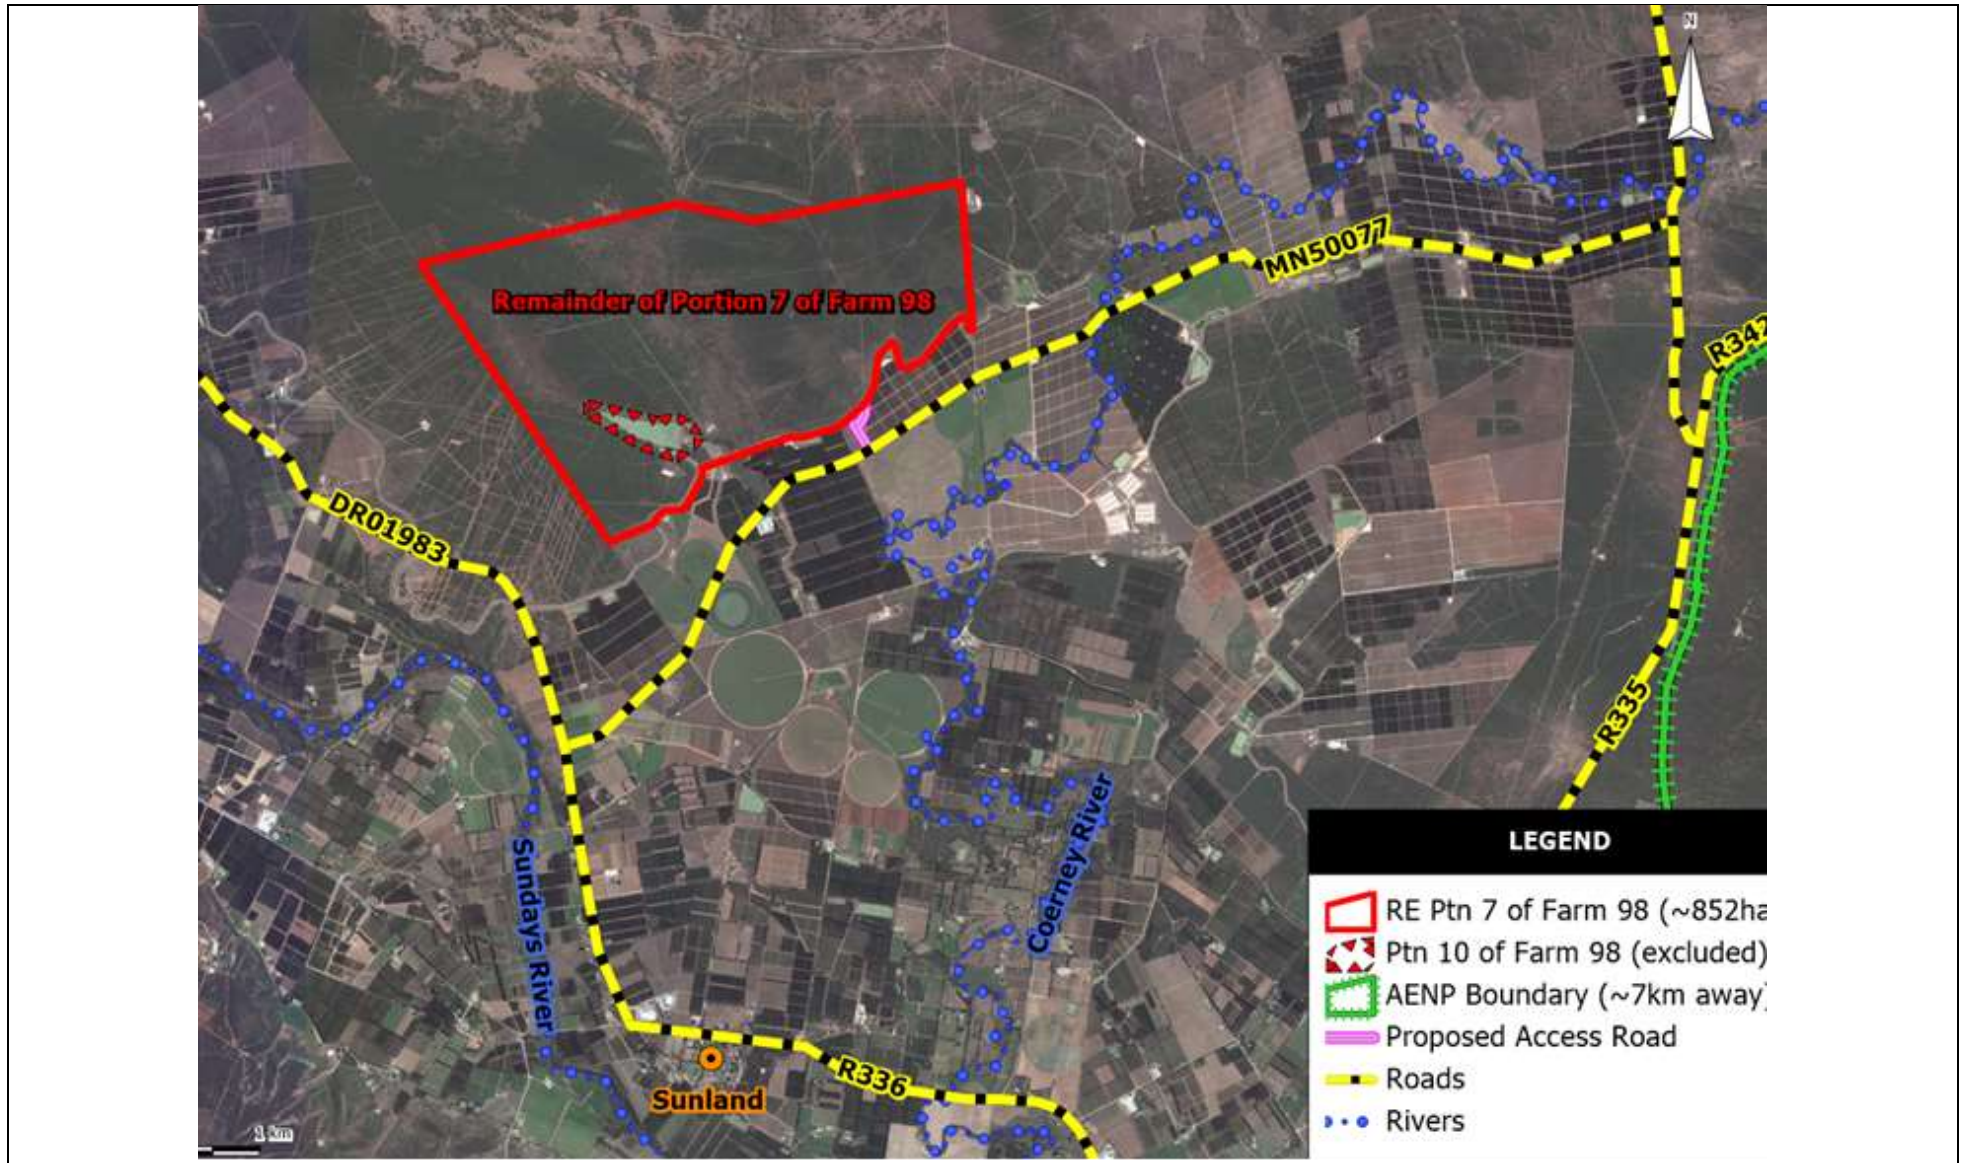 N
Remainder of Portion 7 of Farm 98
MN50077
R342
DR01983
R335
Sundays River
Coerney River
Sunland
R336
1 km
LEGEND
RE Ptn 7 of Farm 98 (~852ha
Ptn 10 of Farm 98 (excluded)
AENP Boundary (~7km away)
Proposed Access Road
Roads
Rivers